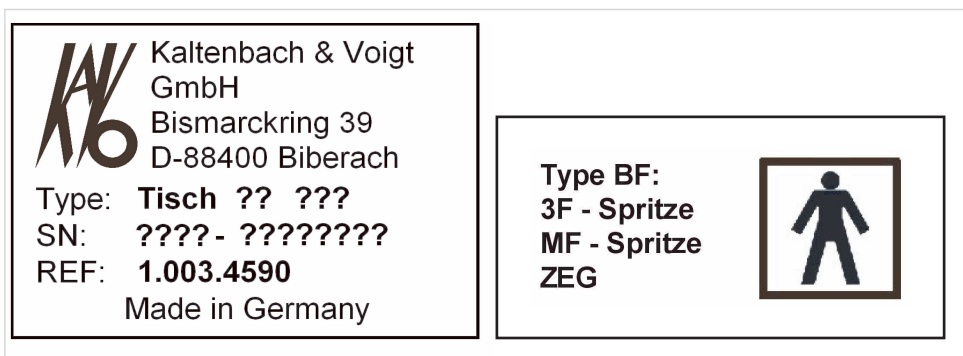 KAVO
Kaltenbach & Voigt
GmbH
Bismarckring 39
D-88400 Biberach
Type: Tisch ?? ???
SN: ????- ????????
REF: 1.003.4590
Made in Germany
Type BF:
3F - Spritze
MF - Spritze
ZEG